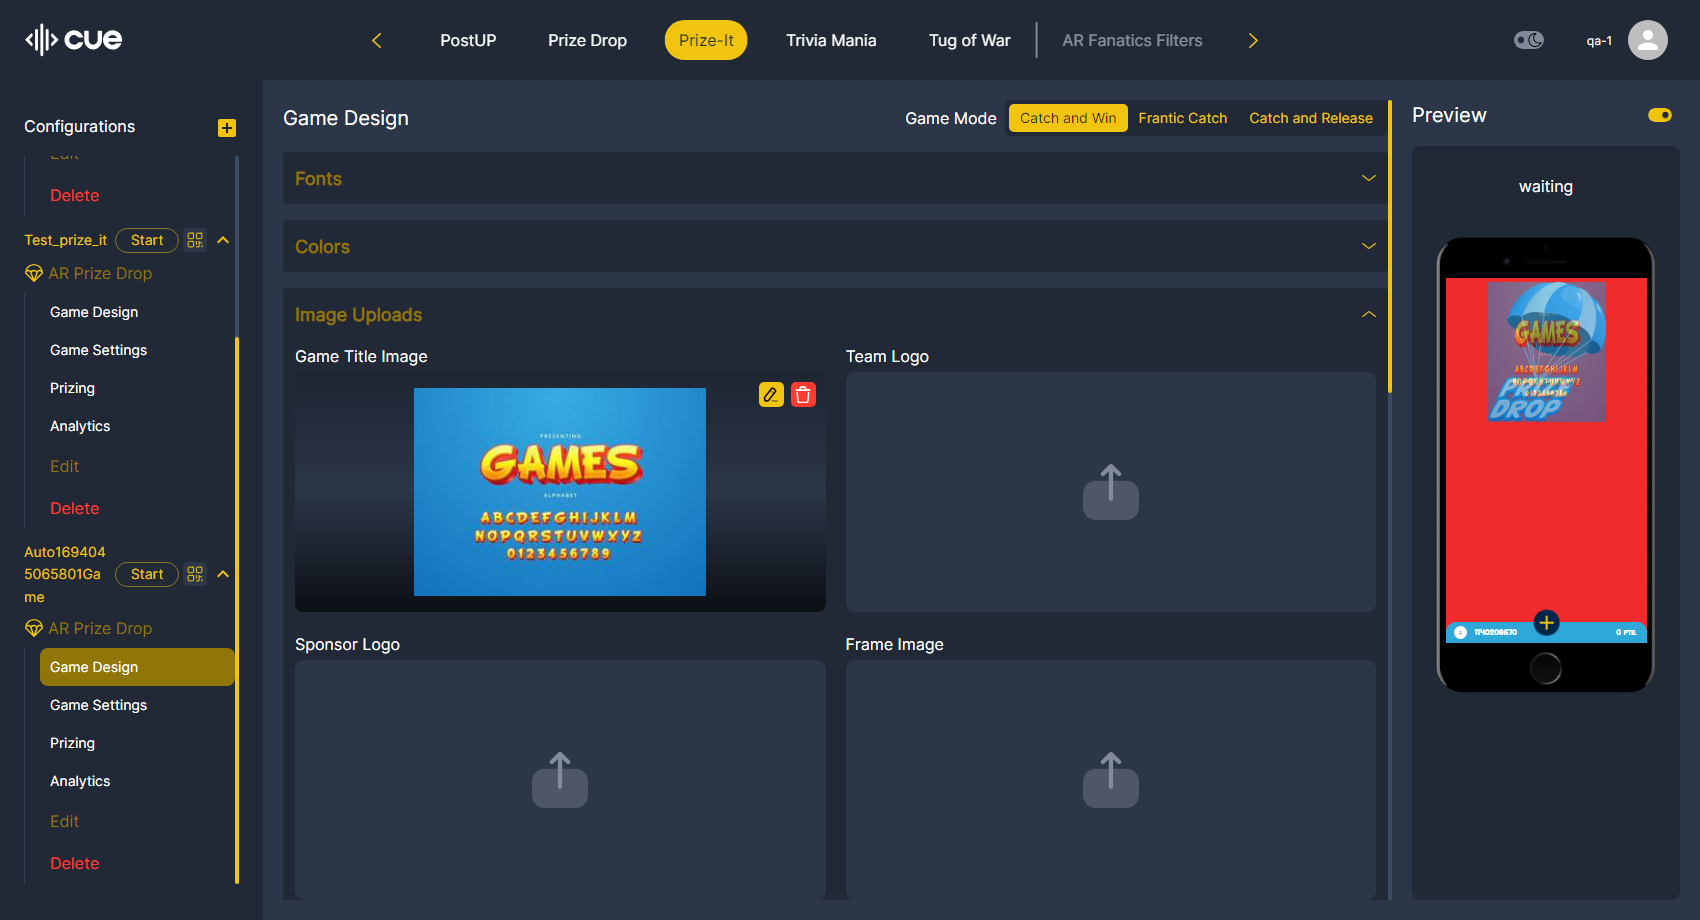 cue
PostUP
Prize Drop
Prize-It
Trivia Mania
Tug of War
AR Fanatics Filters
qa-1
Configurations
Edit
Delete
Test_prize_it
Start
AR Prize Drop
Game Design
Game Settings
Prizing
Analytics
Edit
Delete
Auto169404
5065801Ga
me
Start
AR Prize Drop
Game Design
Game Settings
Prizing
Analytics
Edit
Delete
Game Design
Game Mode
Catch and Win
Frantic Catch
Catch and Release
Fonts
Colors
Image Uploads
Game Title Image
PRESENTING
GAMES
ALPHABET
ABCDEFGHIJKLM
NOPQRSTUVWXYZ
0123456789
Team Logo
Sponsor Logo
Frame Image
Preview
waiting
GAMES
ABCDEFGHIJKLM
NOPQRSTUVWXYZ
0123456789
PRIZE
DROP
1140208670
0 PTS.